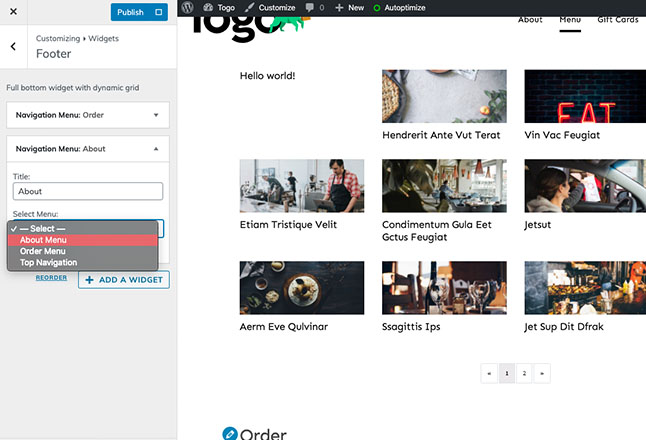 Publish
Togo
Customize
0
New
Autoptimize
Customizing ▸ Widgets
Footer
Full bottom widget with dynamic grid
Navigation Menu: Order
Navigation Menu: About
Title:
About
Select Menu:
✓ — Select —
About Menu
Order Menu
Top Navigation
REORDER
+ ADD A WIDGET
Togo
About
Menu
Gift Cards
Hello world!
EAT
Hendrerit Ante Vut Terat
Vin Vac Feugiat
Etiam Tristique Velit
Condimentum Gula Eet
Gctus Feugiat
Jetsut
Aerm Eve Qulvinar
Ssagittis Ips
Jet Sup Dit Dfrak
« 1 2 »
Order